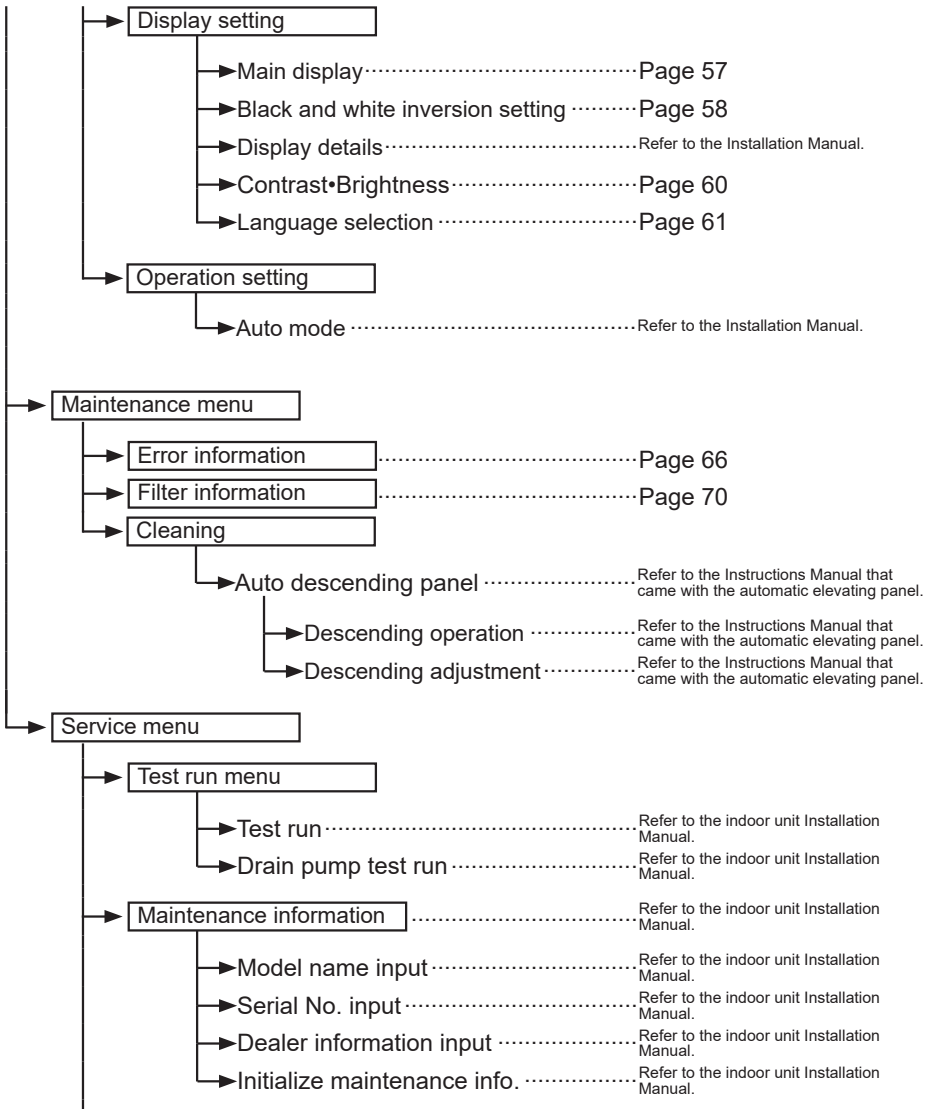 Display setting
Main display Page 57
Black and white inversion setting Page 58
Display details Refer to the Installation Manual.
Contrast•Brightness Page 60
Language selection Page 61
Operation setting
Auto mode Refer to the Installation Manual.
Maintenance menu
Error information Page 66
Filter information Page 70
Cleaning
Auto descending panel Refer to the Instructions Manual that
came with the automatic elevating panel.
Descending operation Refer to the Instructions Manual that
came with the automatic elevating panel.
Descending adjustment Refer to the Instructions Manual that
came with the automatic elevating panel.
Service menu
Test run menu
Test run Refer to the indoor unit Installation
Manual.
Drain pump test run Refer to the indoor unit Installation
Manual.
Maintenance information Refer to the indoor unit Installation
Manual.
Model name input Refer to the indoor unit Installation
Manual.
Serial No. input Refer to the indoor unit Installation
Manual.
Dealer information input Refer to the indoor unit Installation
Manual.
Initialize maintenance info. Refer to the indoor unit Installation
Manual.